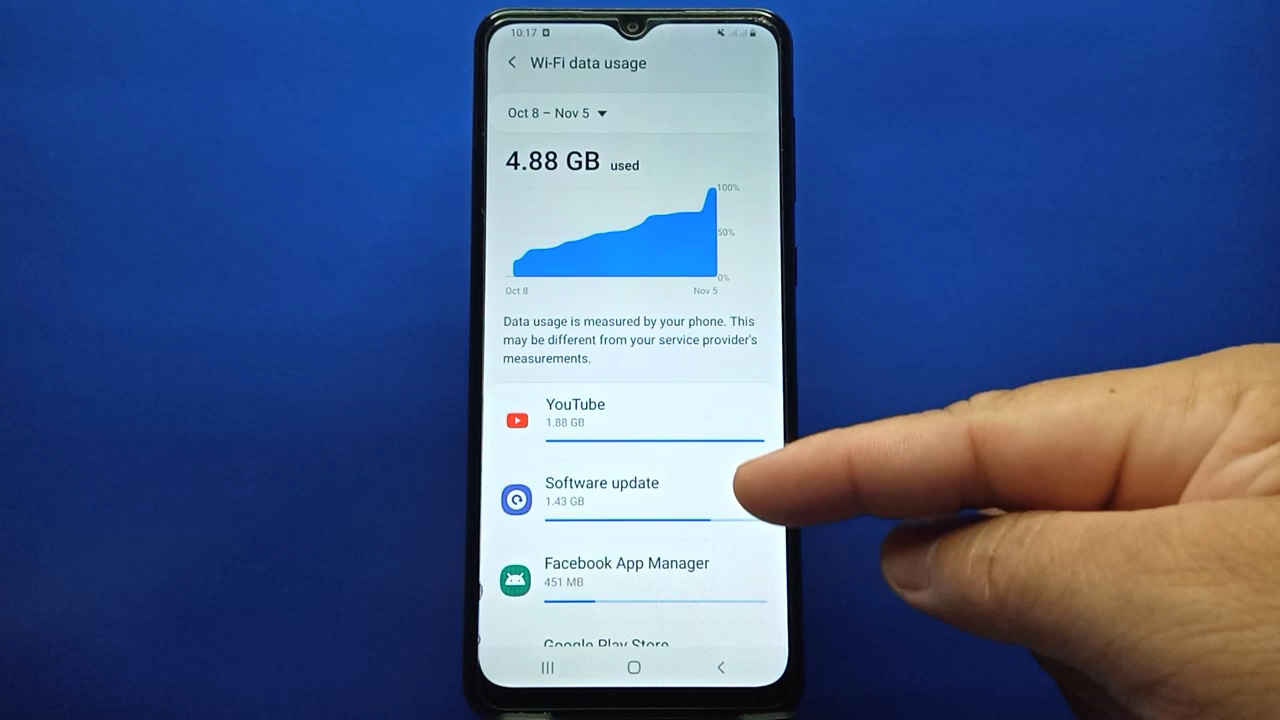 10:17
Wi-Fi data usage
Oct 8 – Nov 5
4.88 GB used
100%
50%
0%
Oct 8 Nov 5
Data usage is measured by your phone. This
may be different from your service provider's
measurements.
YouTube
1.88 GB
Software update
1.43 GB
Facebook App Manager
451 MB
Google Play Store